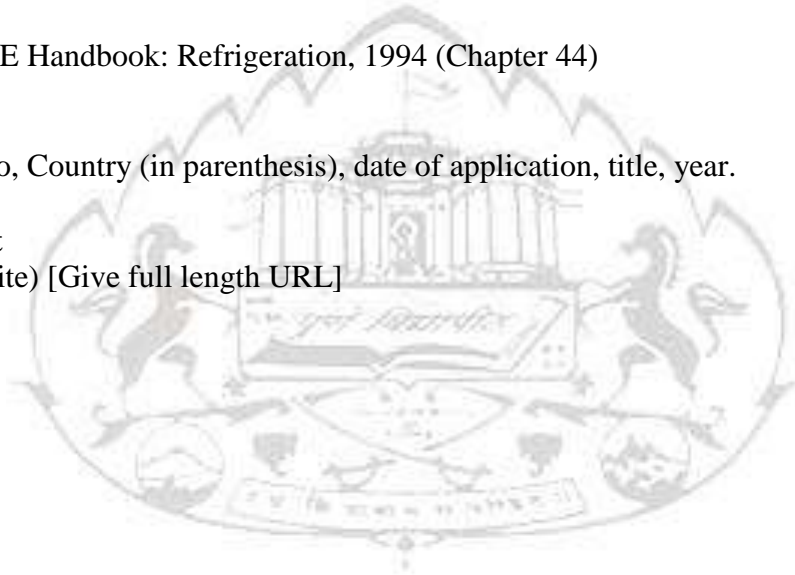 E Handbook: Refrigeration, 1994 (Chapter 44)
o, Country (in parenthesis), date of application, title, year.
t
ite) [Give full length URL]